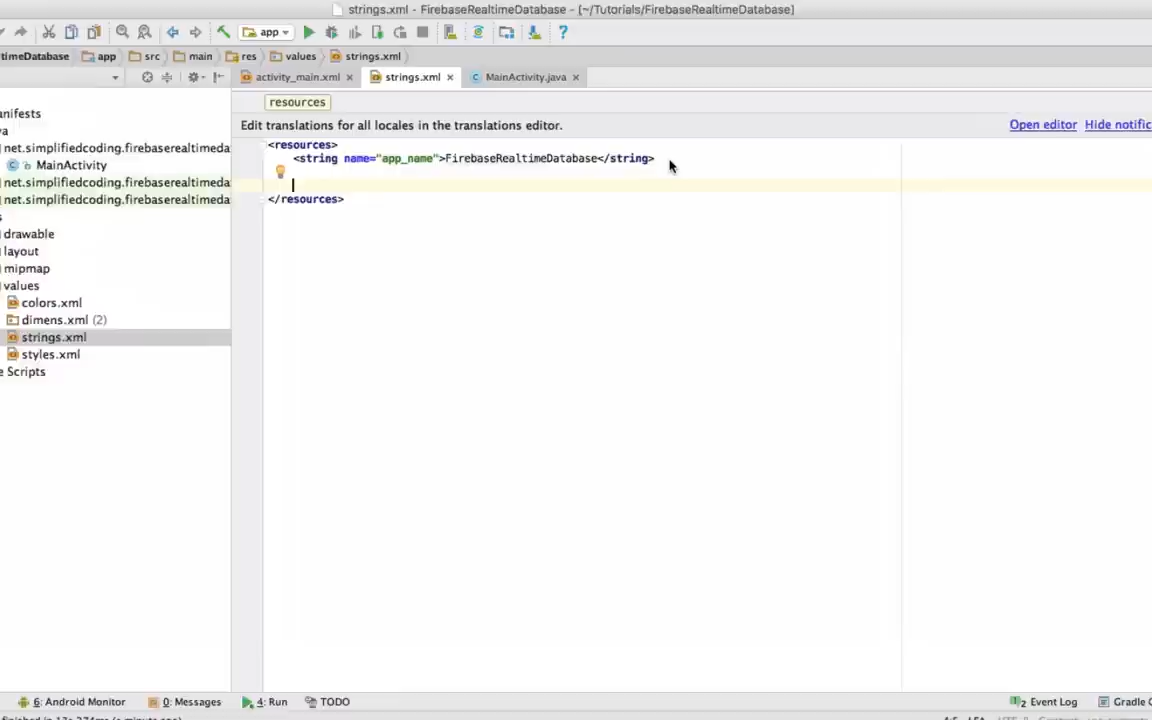 strings.xml - FirebaseRealtimeDatabase - [~/Tutorials/FirebaseRealtimeDatabase]
app
timeDatabase app src main res values strings.xml
activity_main.xml strings.xml MainActivity.java
resources
Edit translations for all locales in the translations editor. Open editor Hide notific
<resources>
<string name="app_name">FirebaseRealtimeDatabase</string>
</resources>
anifests
va
net.simplifiedcoding.firebaserealtimeda
MainActivity
net.simplifiedcoding.firebaserealtimeda
net.simplifiedcoding.firebaserealtimeda
s
drawable
layout
mipmap
values
colors.xml
dimens.xml (2)
strings.xml
styles.xml
e Scripts
6: Android Monitor 0: Messages 4: Run TODO 2 Event Log Gradle C